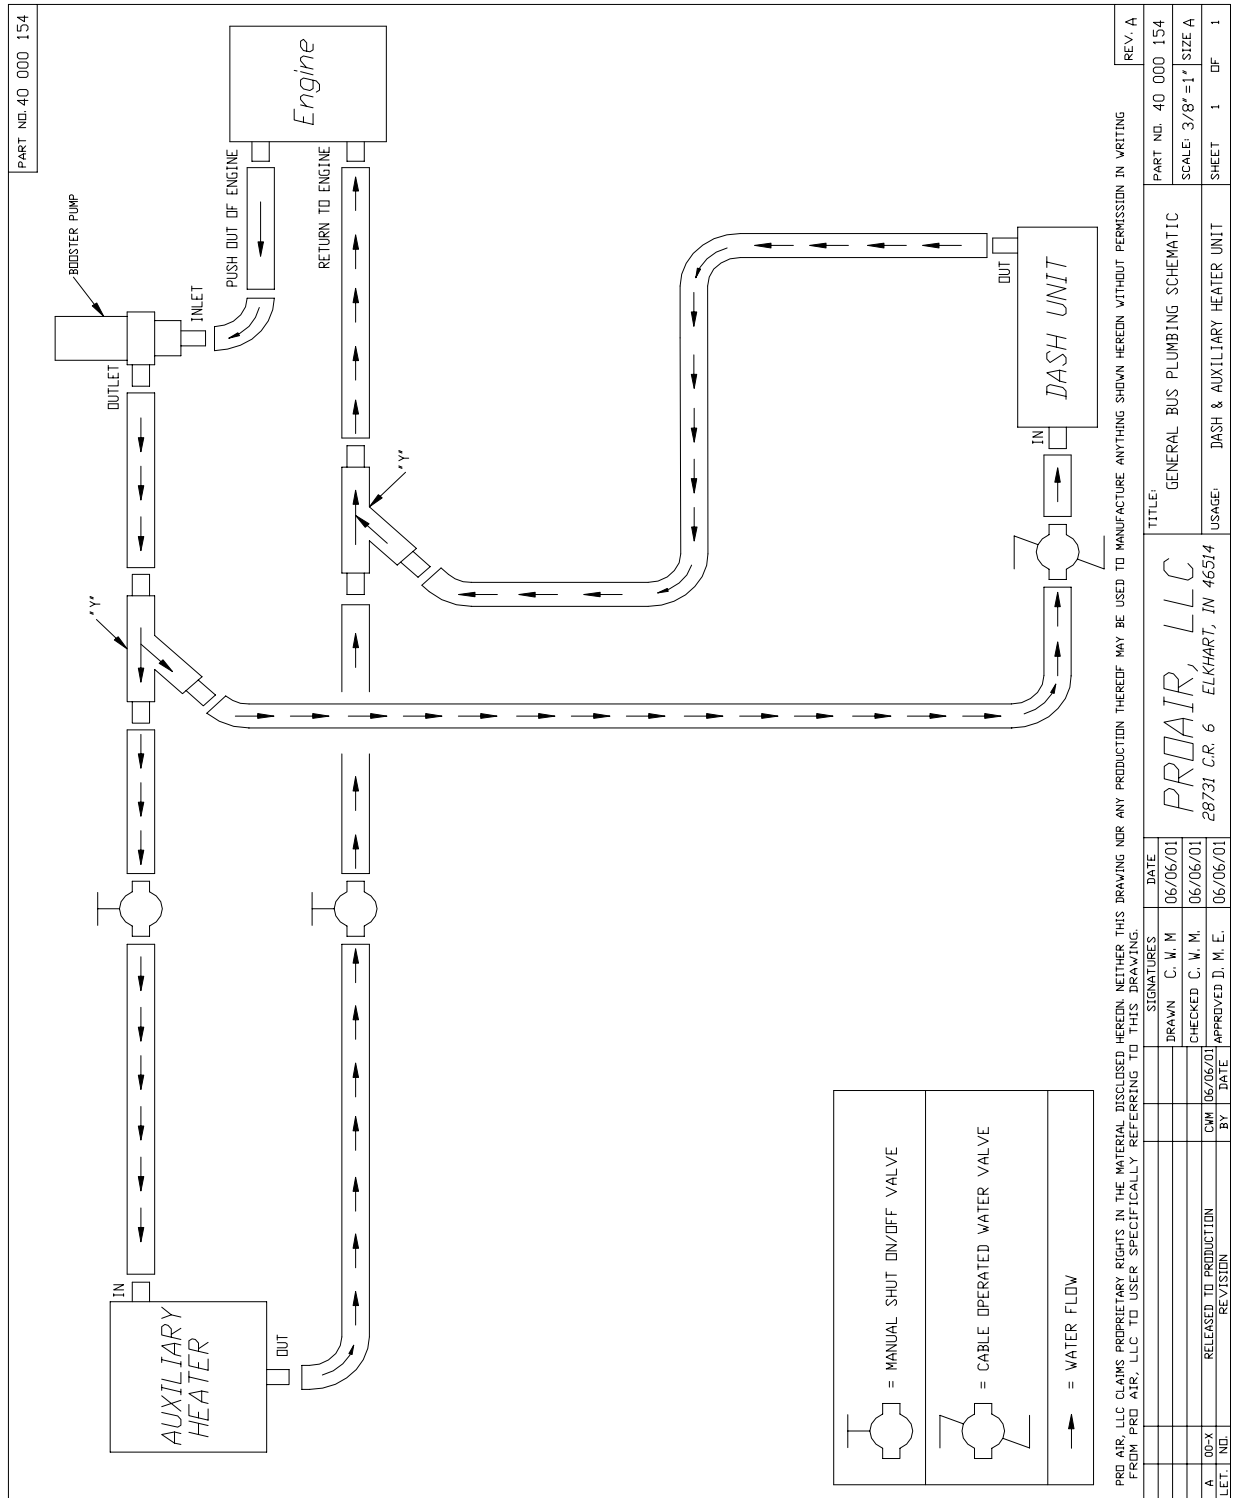 PART NO. 40 000 154
BOOSTER PUMP
INLET
OUTLET
PUSH OUT OF ENGINE
RETURN TO ENGINE
Engine
"Y"
"Y"
AUXILIARY
HEATER
IN
OUT
OUT
DASH UNIT
IN
= MANUAL SHUT ON/OFF VALVE
= CABLE OPERATED WATER VALVE
= WATER FLOW
REV. A
PRO AIR, LLC CLAIMS PROPRIETARY RIGHTS IN THE MATERIAL DISCLOSED HEREON. NEITHER THIS DRAWING NOR ANY PRODUCTION THEREOF MAY BE USED TO MANUFACTURE ANYTHING SHOWN HEREON WITHOUT PERMISSION IN WRITING
FROM PRO AIR, LLC TO USER SPECIFICALLY REFERRING TO THIS DRAWING.
A 00-X RELEASED TO PRODUCTION CWM 06/06/01
LET. NO. REVISION BY DATE
SIGNATURES DATE
DRAWN C. W. M 06/06/01
CHECKED C. W. M. 06/06/01
APPROVED D. M. E. 06/06/01
PROAIR, LLC
28731 C.R. 6 ELKHART, IN 46514
TITLE:
GENERAL BUS PLUMBING SCHEMATIC
USAGE: DASH & AUXILIARY HEATER UNIT
PART NO. 40 000 154
SCALE: 3/8"=1" SIZE A
SHEET 1 OF 1